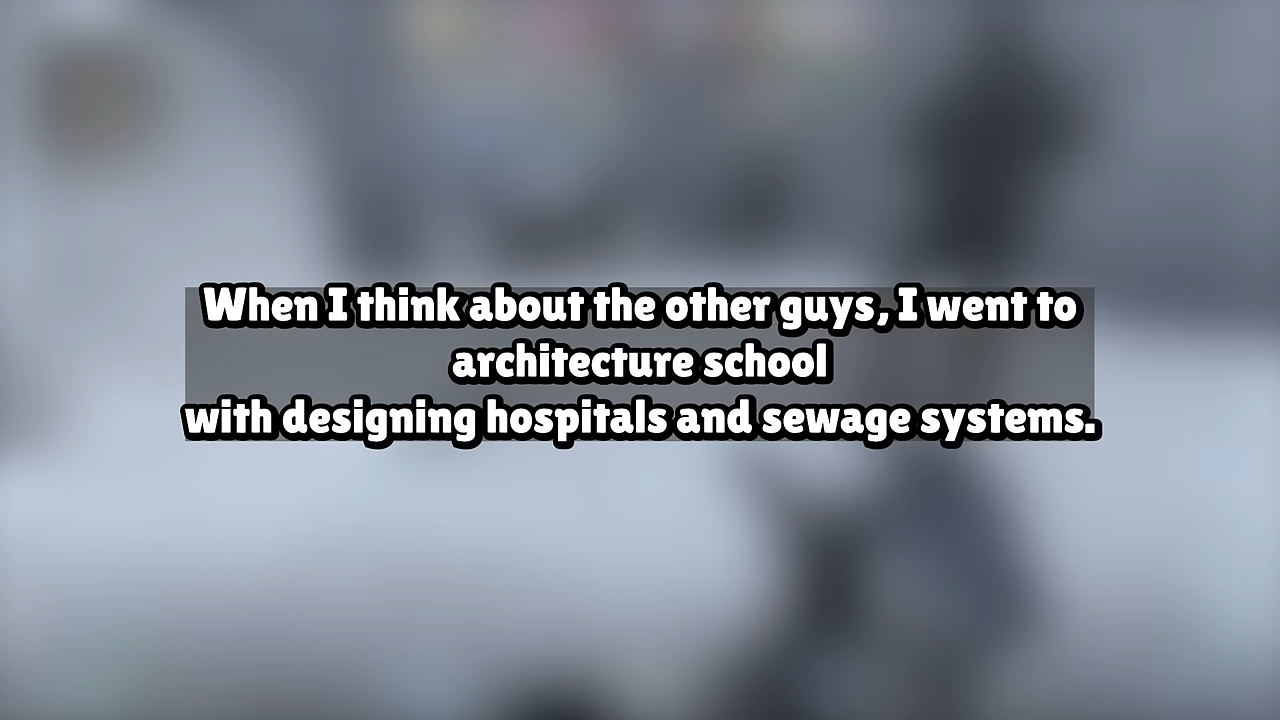 When I think about the other guys, I went to
architecture school
with designing hospitals and sewage systems.